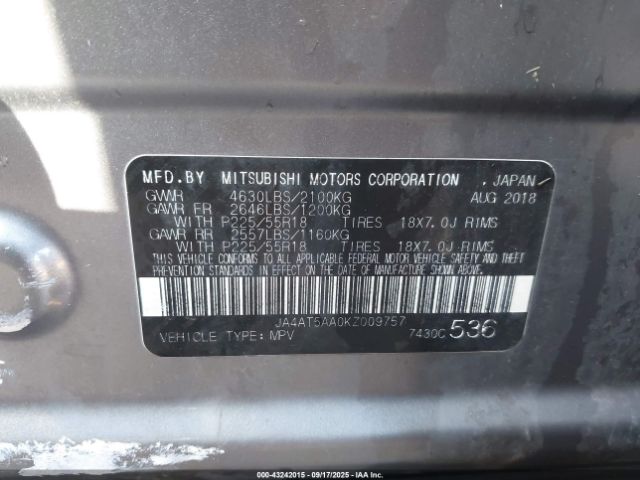 MFD.BY MITSUBISHI MOTORS CORPORATION , JAPAN
GVWR 4630LBS/2100KG AUG 2018
GAWR FR 2646LBS/1200KG
WITH P225/55R18 TIRES 18X7.0J RIMS
GAWR RR 2557LBS/1160KG
WITH P225/55R18 TIRES 18X7.0J RIMS
THIS VEHICLE CONFORMS TO ALL APPLICABLE FEDERAL MOTOR VEHICLE SAFETY
AND THEFT PREVENTION STANDARDS IN EFFECT ON THE DATE OF MANUFACTURE SHOWN ABOVE.
JA4AT5AA0KZ009757
VEHICLE TYPE: MPV 7430C 536
000-43242015 - 09/17/2025 - IAA Inc.